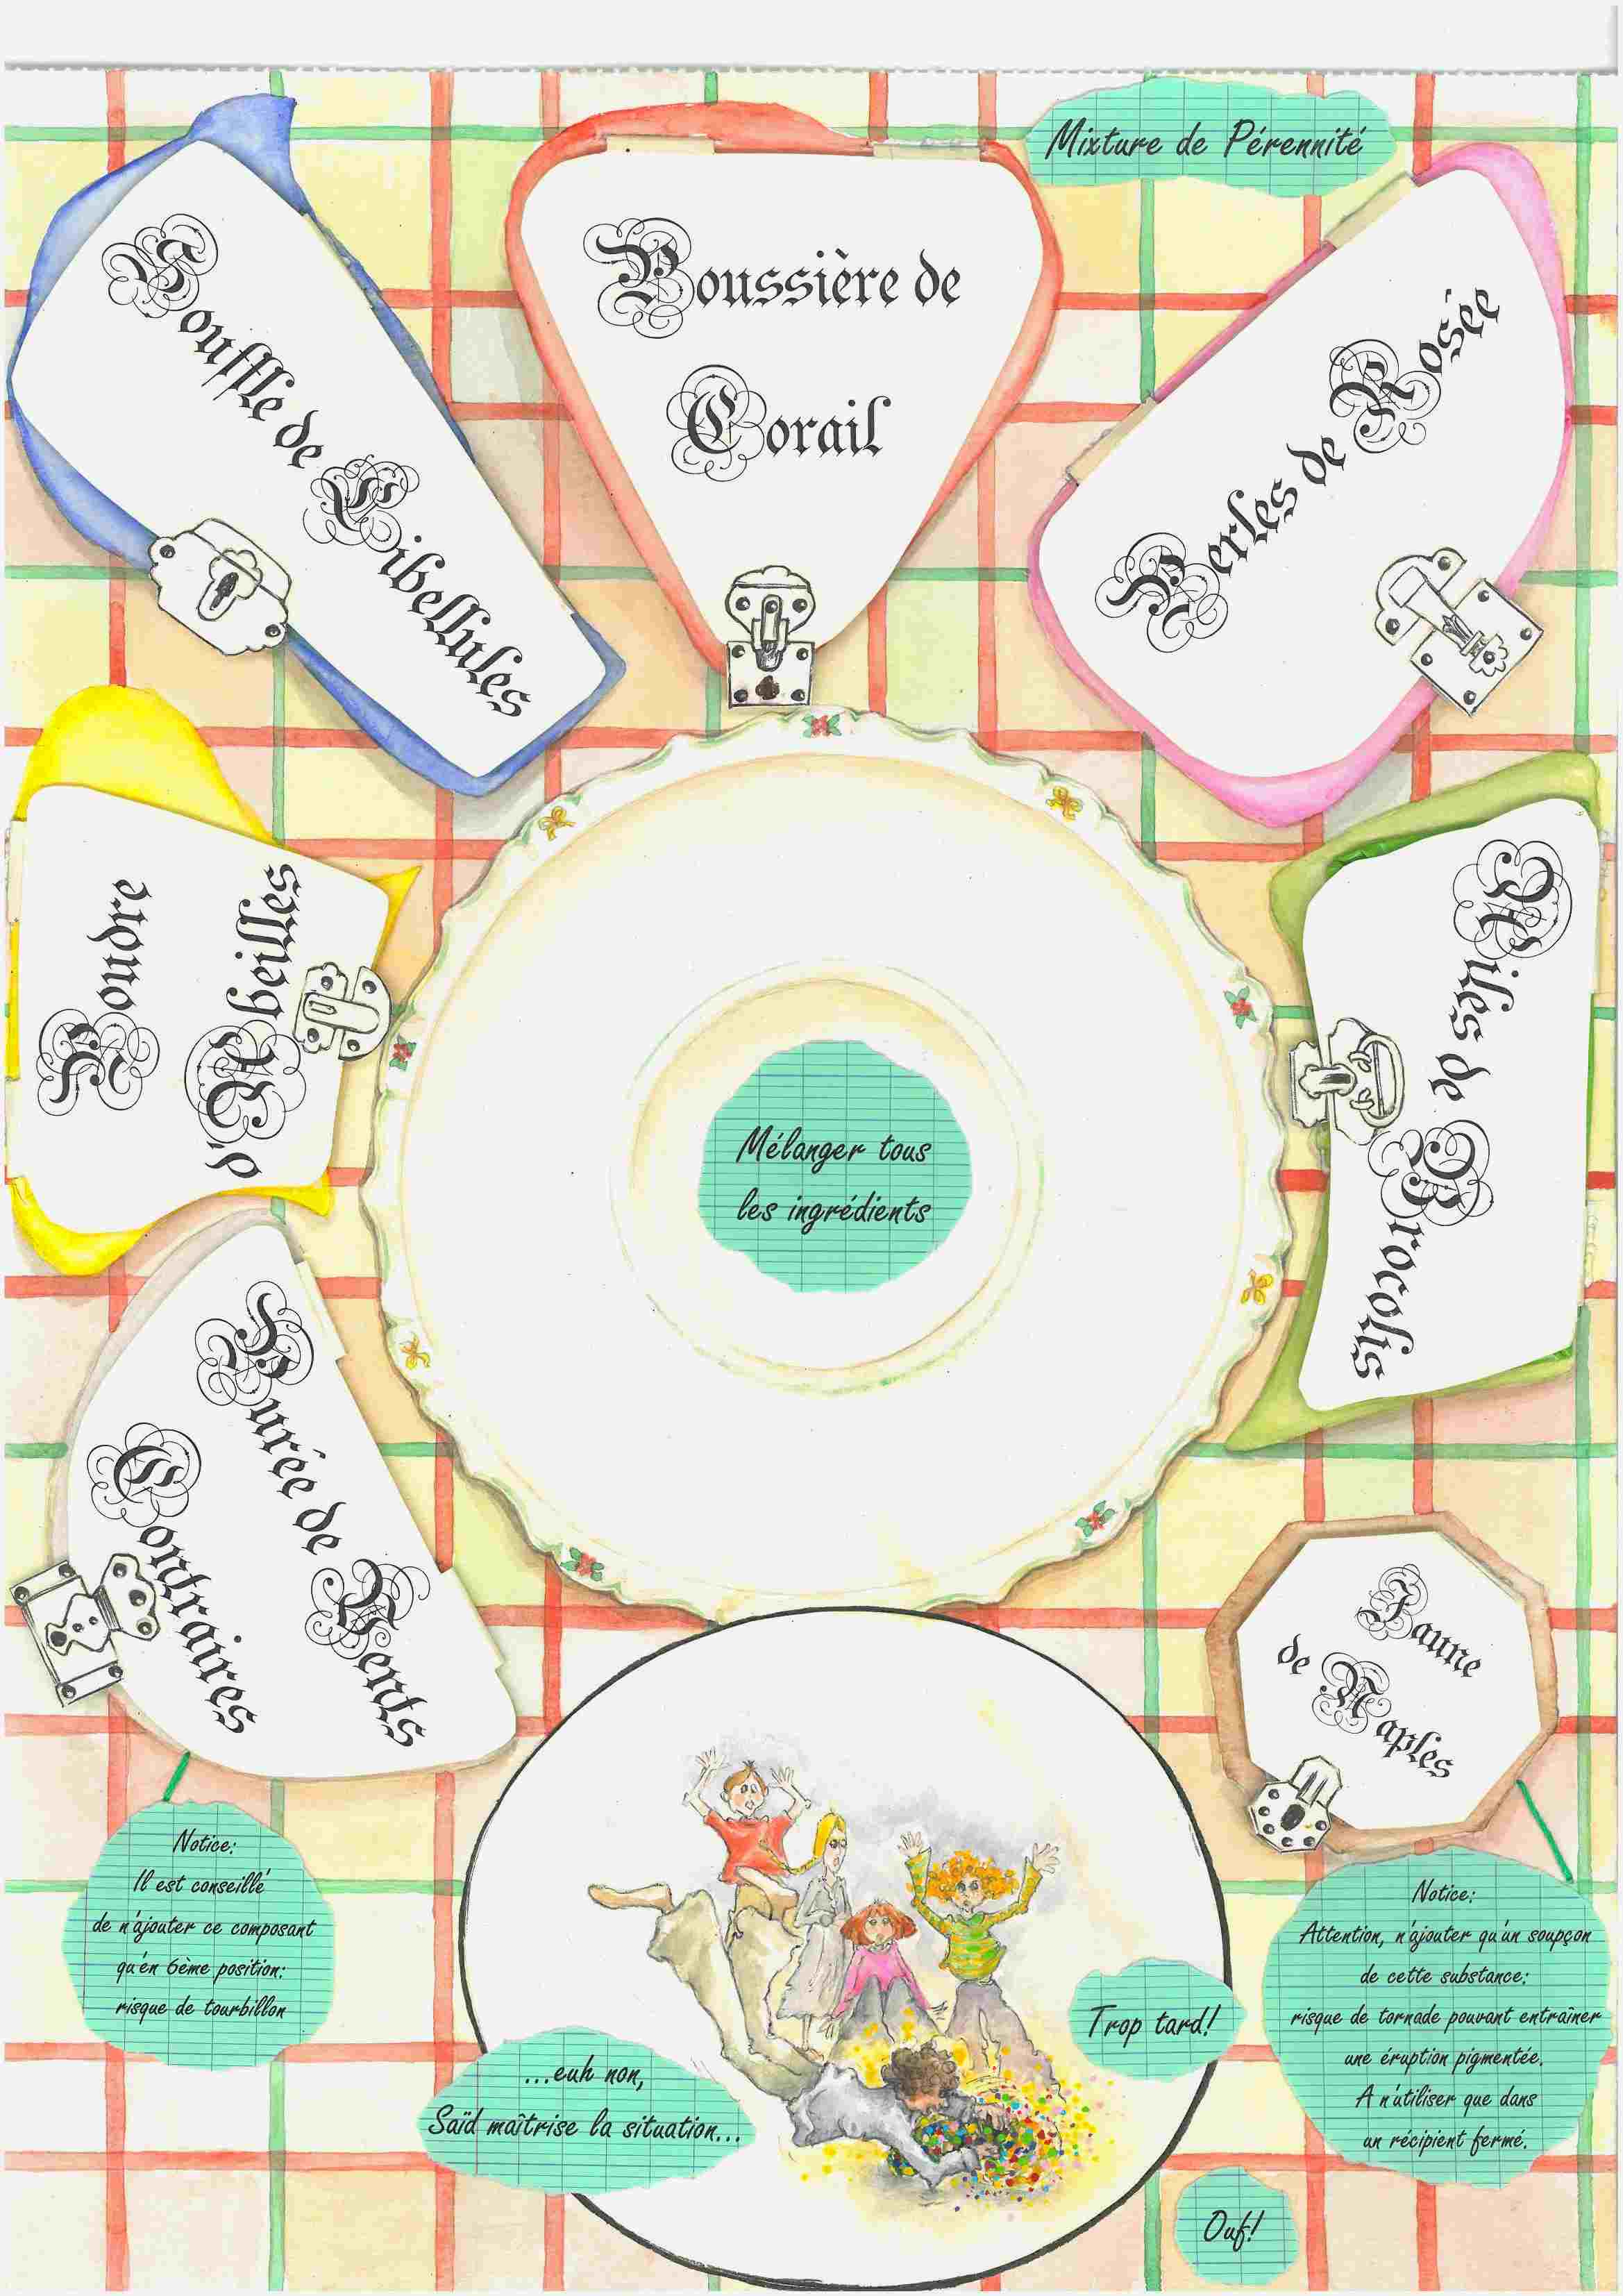 Mixture de Pérennité
Souffle de Libellules
Poussière de
Corail
Perles de Rosée
Foudre
d'Abeilles
Ailes de Brocolis
Mélanger tous
les ingrédients
Purée de Vents
Contraires
Jaune
de Naples
Notice:
Il est conseillé
de n'ajouter ce composant
qu'en 6ème position:
risque de tourbillon
Notice:
Attention, n'ajouter qu'un soupçon
de cette substance:
risque de tornade pouvant entraîner
une éruption pigmentée.
A n'utiliser que dans
un récipient fermé.
Trop tard!
...euh non,
Saïd maîtrise la situation...
Ouf!